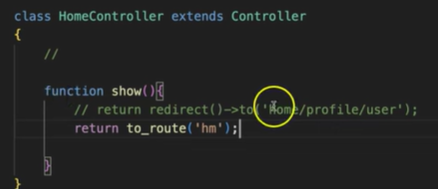 class HomeController extends Controller
{
//
function show(){
// return redirect()->to('home/profile/user');
return to_route('hm');
}
}